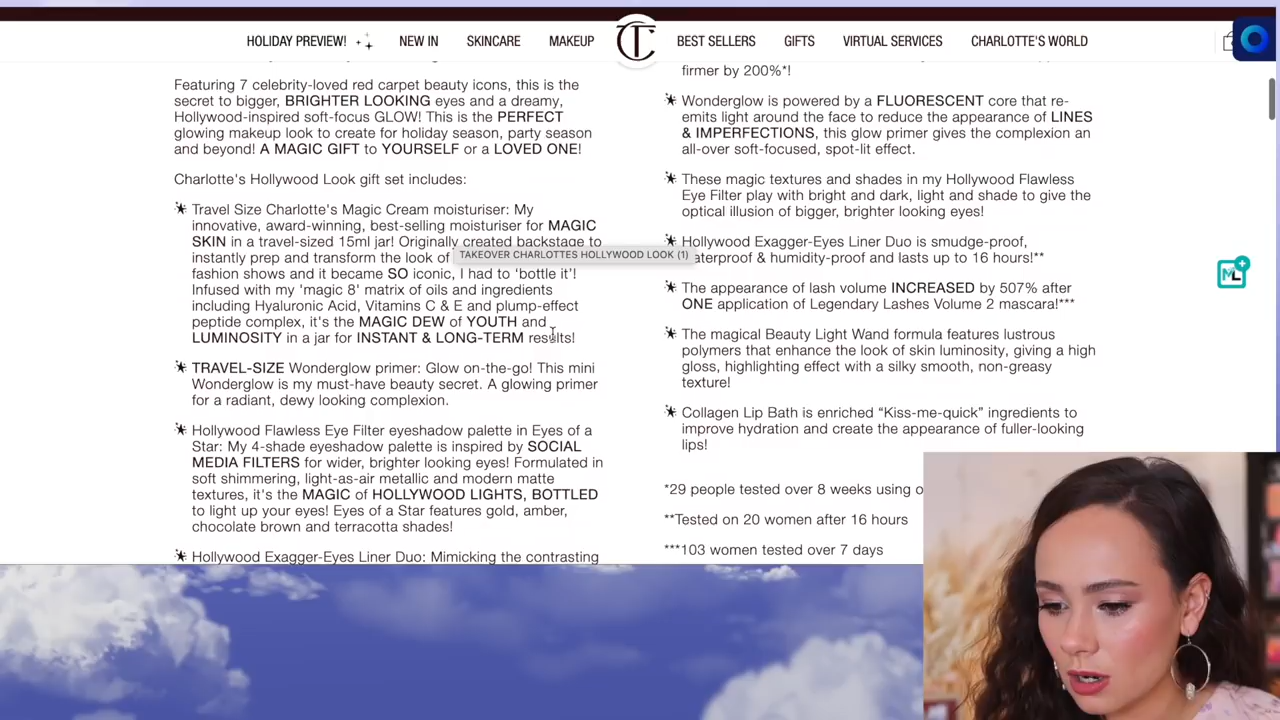 HOLIDAY PREVIEW!
NEW IN
SKINCARE
MAKEUP
CT
BEST SELLERS
GIFTS
VIRTUAL SERVICES
CHARLOTTE'S WORLD
Featuring 7 celebrity-loved red carpet beauty icons, this is the
secret to bigger, BRIGHTER LOOKING eyes and a dreamy,
Hollywood-inspired soft-focus GLOW! This is the PERFECT
glowing makeup look to create for holiday season, party season
and beyond! A MAGIC GIFT to YOURSELF or a LOVED ONE!
Charlotte's Hollywood Look gift set includes:
Travel Size Charlotte's Magic Cream moisturiser: My
innovative, award-winning, best-selling moisturiser for MAGIC
SKIN in a travel-sized 15ml jar! Originally created backstage to
instantly prep and transform the look of
fashion shows and it became SO iconic, I had to ‘bottle it’!
Infused with my ‘magic 8’ matrix of oils and ingredients
including Hyaluronic Acid, Vitamins C & E and plump-effect
peptide complex, it's the MAGIC DEW of YOUTH and
LUMINOSITY in a jar for INSTANT & LONG-TERM results!
TRAVEL-SIZE Wonderglow primer: Glow on-the-go! This mini
Wonderglow is my must-have beauty secret. A glowing primer
for a radiant, dewy looking complexion.
Hollywood Flawless Eye Filter eyeshadow palette in Eyes of a
Star: My 4-shade eyeshadow palette is inspired by SOCIAL
MEDIA FILTERS for wider, brighter looking eyes! Formulated in
soft shimmering, light-as-air metallic and modern matte
textures, it's the MAGIC of HOLLYWOOD LIGHTS, BOTTLED
to light up your eyes! Eyes of a Star features gold, amber,
chocolate brown and terracotta shades!
Hollywood Exagger-Eyes Liner Duo: Mimicking the contrasting
TAKEOVER CHARLOTTES HOLLYWOOD LOOK (1)
firmer by 200%*!
Wonderglow is powered by a FLUORESCENT core that re-
emits light around the face to reduce the appearance of LINES
& IMPERFECTIONS, this glow primer gives the complexion an
all-over soft-focused, spot-lit effect.
These magic textures and shades in my Hollywood Flawless
Eye Filter play with bright and dark, light and shade to give the
optical illusion of bigger, brighter looking eyes!
Hollywood Exagger-Eyes Liner Duo is smudge-proof,
aterproof & humidity-proof and lasts up to 16 hours!**
The appearance of lash volume INCREASED by 507% after
ONE application of Legendary Lashes Volume 2 mascara!***
The magical Beauty Light Wand formula features lustrous
polymers that enhance the look of skin luminosity, giving a high
gloss, highlighting effect with a silky smooth, non-greasy
texture!
Collagen Lip Bath is enriched “Kiss-me-quick” ingredients to
improve hydration and create the appearance of fuller-looking
lips!
*29 people tested over 8 weeks using
**Tested on 20 women after 16 hours
***103 women tested over 7 days
ML